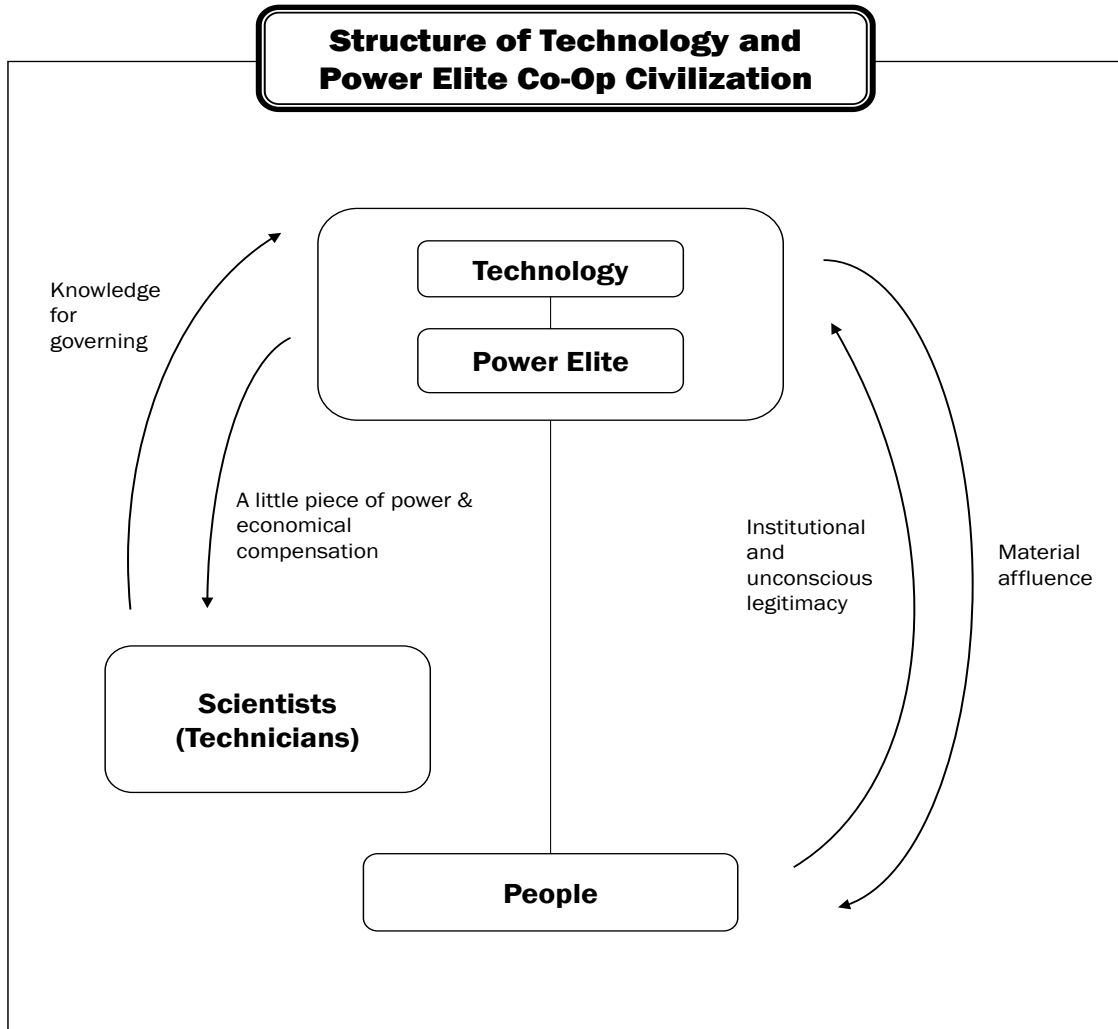 Structure of Technology and
Power Elite Co-Op Civilization
Technology
Power Elite
Knowledge
for
governing
A little piece of power &
economical
compensation
Institutional
and
unconscious
legitimacy
Material
affluence
Scientists
(Technicians)
People